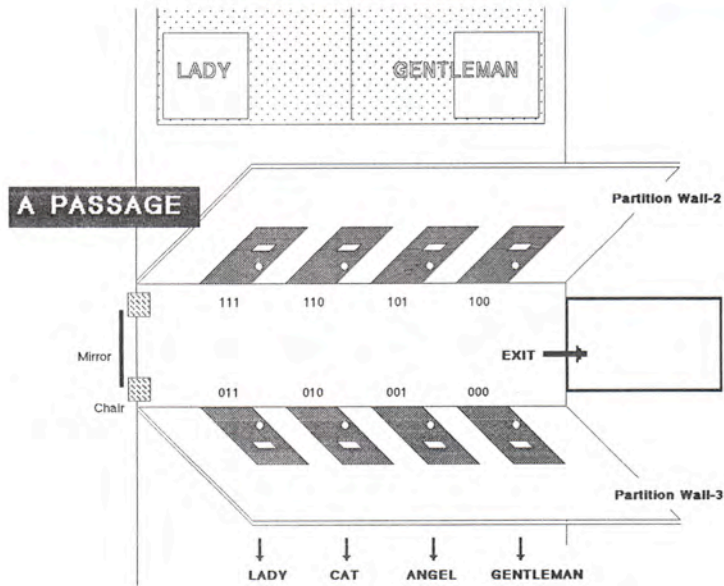 LADY
GENTLEMAN
A PASSAGE
Partition Wall-2
111 110 101 100
Mirror
EXIT
011 010 001 000
Chair
Partition Wall-3
LADY CAT ANGEL GENTLEMAN